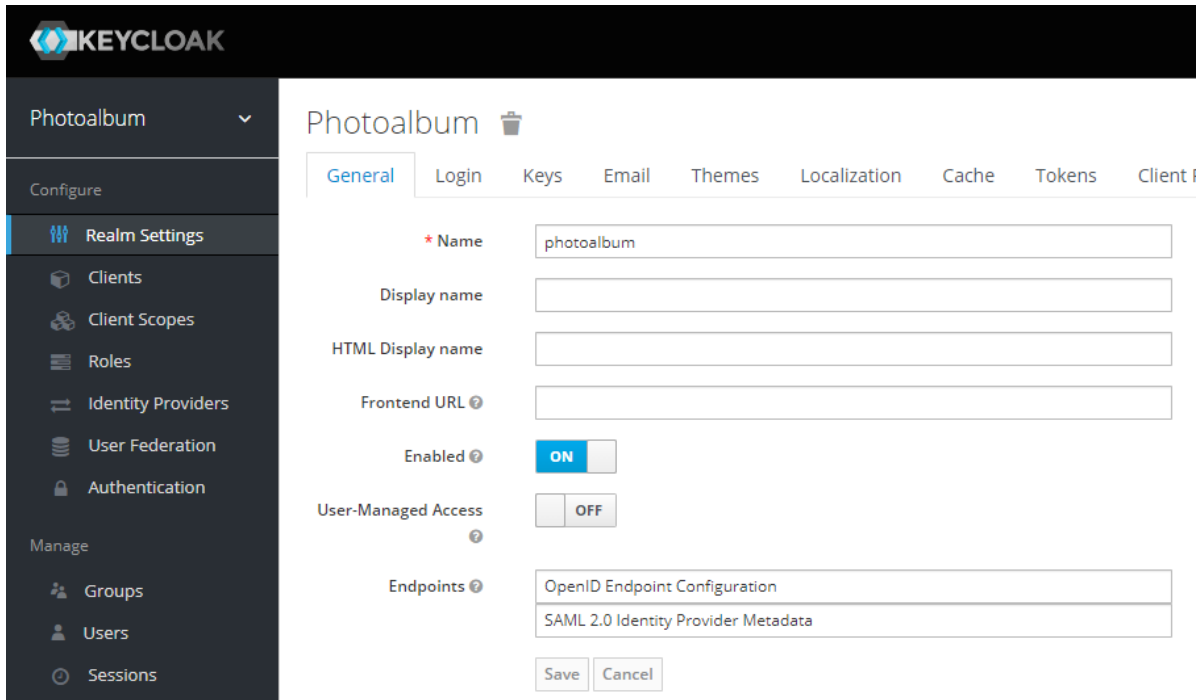 KEYCLOAK
Photoalbum
Configure
Realm Settings
Clients
Client Scopes
Roles
Identity Providers
User Federation
Authentication
Manage
Groups
Users
Sessions
Photoalbum
General Login Keys Email Themes Localization Cache Tokens Client
* Name photoalbum
Display name
HTML Display name
Frontend URL
Enabled ON
User-Managed Access OFF
Endpoints OpenID Endpoint Configuration
SAML 2.0 Identity Provider Metadata
Save Cancel